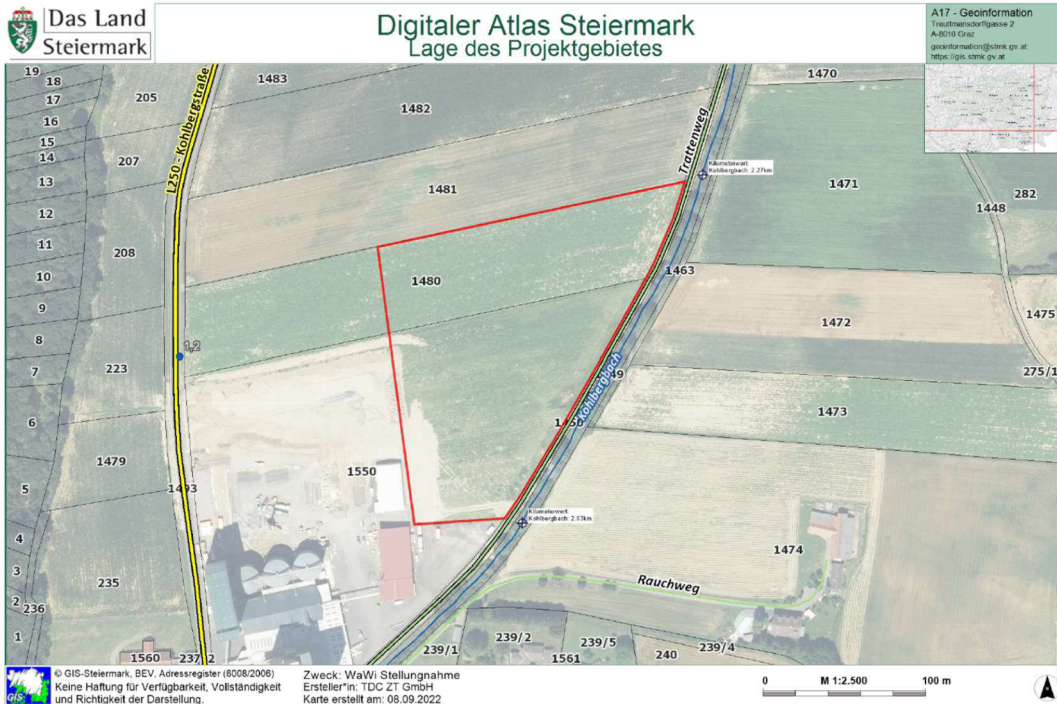 Das Land
Steiermark
Digitaler Atlas Steiermark
Lage des Projektgebietes
A17 - Geoinformation
Trauttmansdorffgasse 2
A-8010 Graz
geoinformation@stmk.gv.at
https://gis.stmk.gv.at
19
18
17
16
15
14
13
12
11
10
9
8
7
6
5
4
3
2
1
236
205
207
208
223
1479
235
L250 - Kohlbergstraße
1483
1482
1481
1480
1,2
1493
1550
1560
237/2
Trattenweg
Kilometerwert
Kohlbergbach: 2.27km
1470
1471
1448
282
1463
1472
1475
275/1
Kohlbergbach
1473
Kilometerwert
Kohlbergbach: 2.03km
1474
Rauchweg
239/1
239/2
239/5
1561
240
239/4
GIS
© GIS-Steiermark, BEV, Adressregister (6008/2006)
Keine Haftung für Verfügbarkeit, Vollständigkeit
und Richtigkeit der Darstellung.
Zweck: WaWi Stellungnahme
Ersteller*in: TDC ZT GmbH
Karte erstellt am: 08.09.2022
0 M 1:2.500 100 m